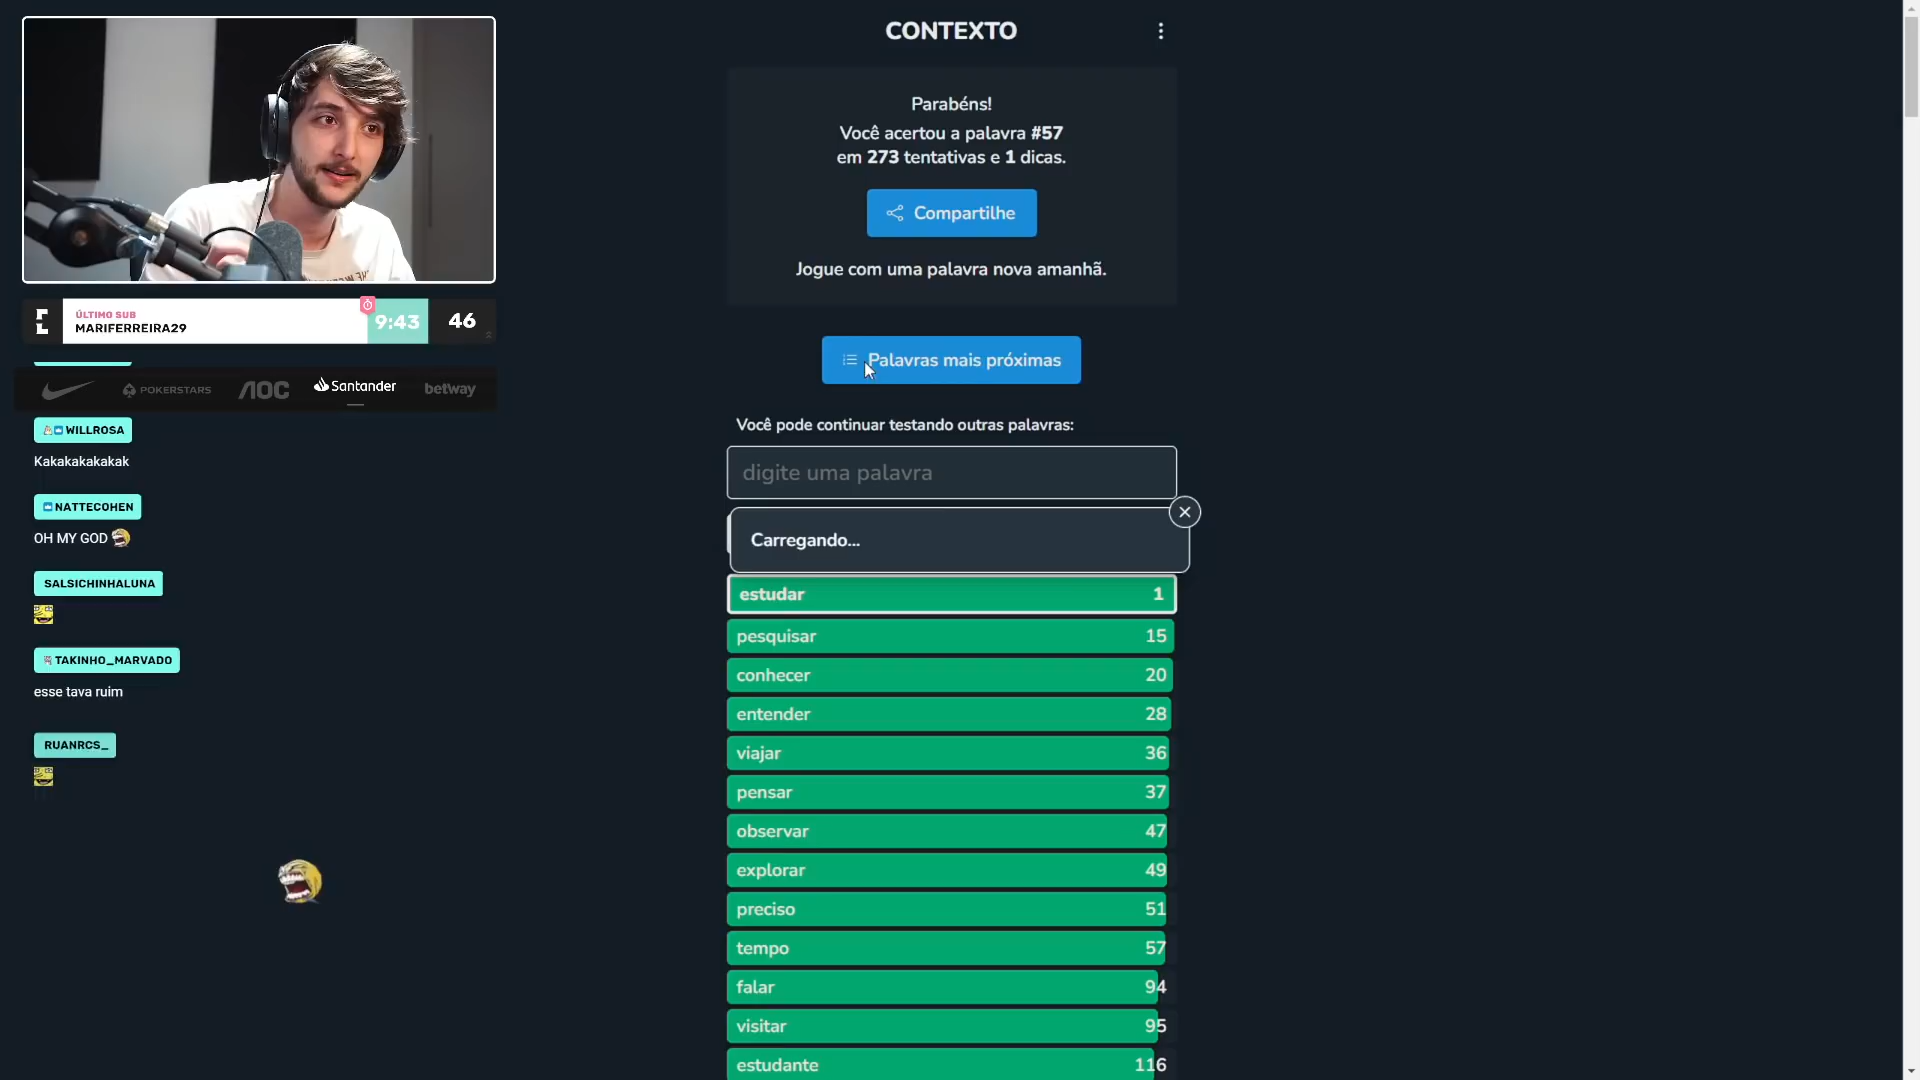 CONTEXTO
Parabéns!
Você acertou a palavra #57
em 273 tentativas e 1 dicas.
Compartilhe
Jogue com uma palavra nova amanhã.
Palavras mais próximas
Você pode continuar testando outras palavras:
digite uma palavra
Carregando...
estudar 1
pesquisar 15
conhecer 20
entender 28
viajar 36
pensar 37
observar 47
explorar 49
preciso 51
tempo 57
falar 94
visitar 95
estudante 116
ÚLTIMO SUB
MARIFERREIRA29
9:43
46
POKERSTARS
AOC
Santander
betway
WILLROSA
Kakakakakakak
NATTECOHEN
OH MY GOD
SALSICHINHALUNA
TAKINHO_MARVADO
esse tava ruim
RUANRCS_